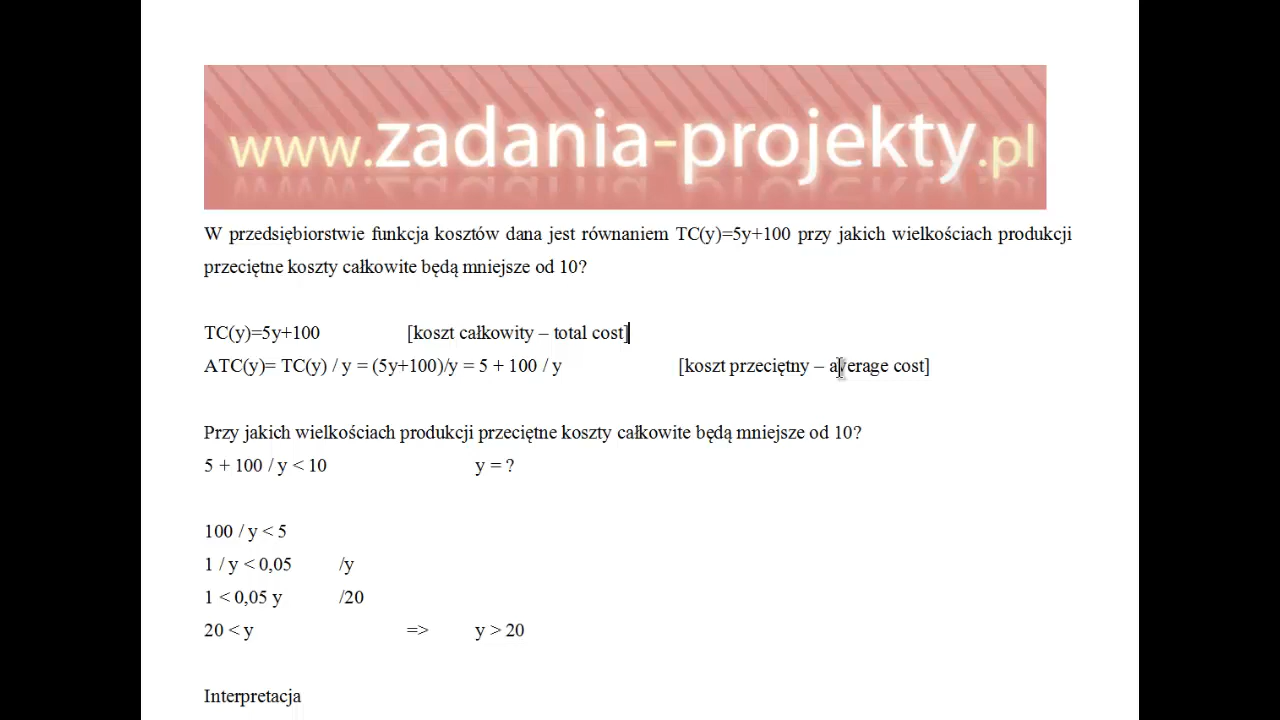 www.zadania-projekty.pl
W przedsiębiorstwie funkcja kosztów dana jest równaniem TC(y)=5y+100 przy jakich wielkościach produkcji
przeciętne koszty całkowite będą mniejsze od 10?
TC(y)=5y+100 [koszt całkowity – total cost]
ATC(y)= TC(y) / y = (5y+100)/y = 5 + 100 / y [koszt przeciętny – average cost]
Przy jakich wielkościach produkcji przeciętne koszty całkowite będą mniejsze od 10?
5 + 100 / y < 10 y = ?
100 / y < 5
1 / y < 0,05 /y
1 < 0,05 y /20
20 < y => y > 20
Interpretacja